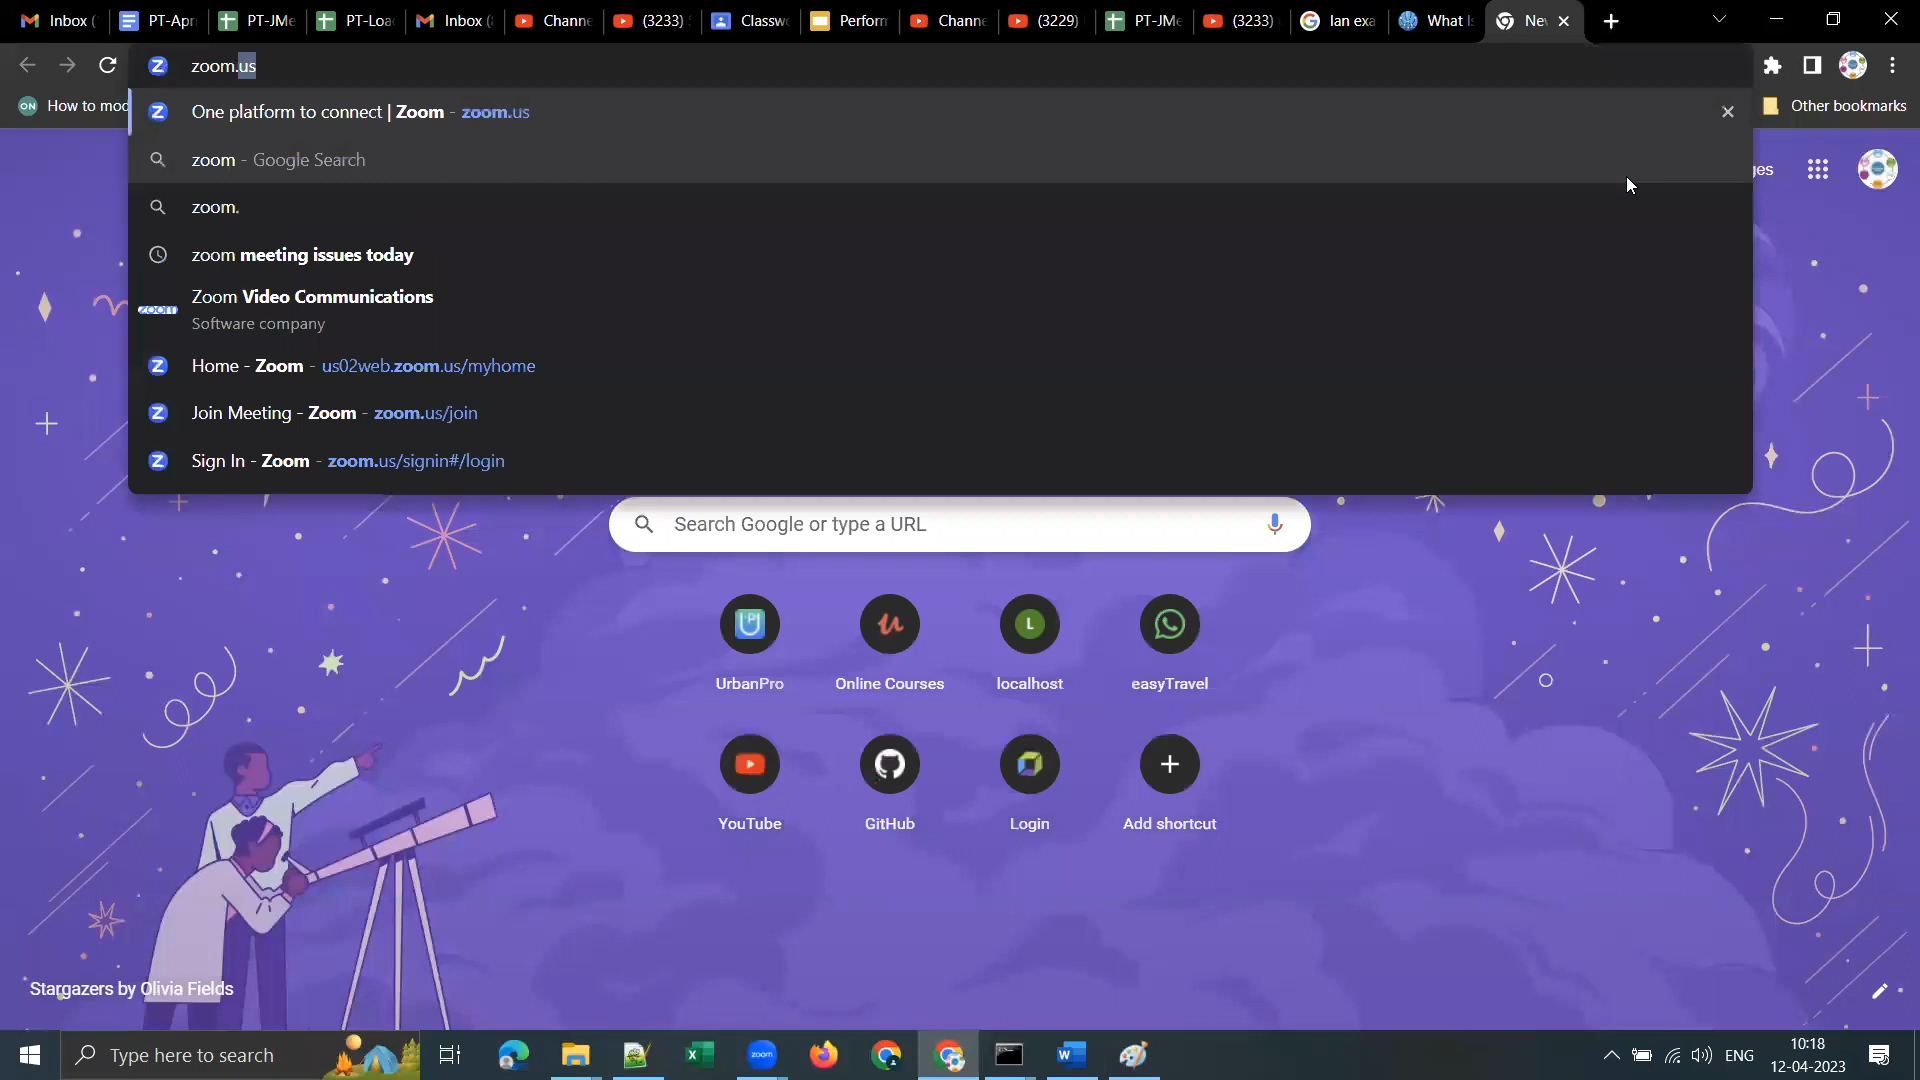 Inbox (
PT-Apr
PT-JMe
PT-Loa
Inbox (
Channe
(3233)
Classw
Perform
Channe
(3229)
PT-JMe
(3233)
Ian exa
What Is
Nev
zoom.us
How to mod
One platform to connect | Zoom - zoom.us
Other bookmarks
zoom - Google Search
ges
zoom.
zoom meeting issues today
Zoom Video Communications
zoom
Software company
Home - Zoom - us02web.zoom.us/myhome
Join Meeting - Zoom - zoom.us/join
Sign In - Zoom - zoom.us/signin#/login
Search Google or type a URL
UrbanPro
Online Courses
localhost
easyTravel
YouTube
GitHub
Login
Add shortcut
Stargazers by Olivia Fields
Type here to search
zoom
ENG
10:18
12-04-2023